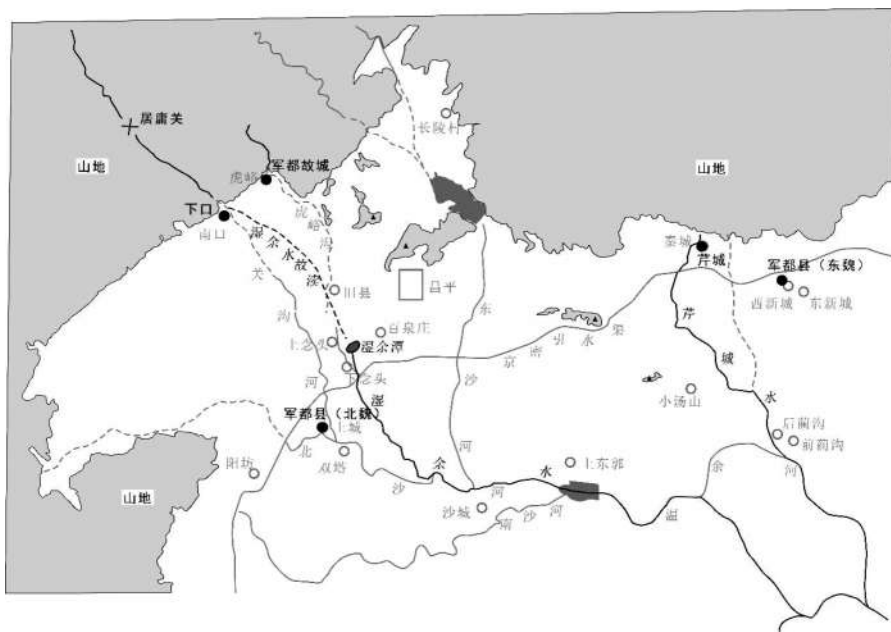 居庸关
长陵村
山地
军都故城
山地
虎峪
下口
南口
虎峪沟
湿余水故渎
秦城
芹城
军都县（东魏）
西新城
东新城
旧县
昌平
关沟河
东沙河
白泉庄
上念头
湿余潭
下念头
京密引水渠
芹城水
小汤山
军都县（北魏）
土城
湿余水
后蔺沟
前蔺沟
阳坊
双塔
北沙河
上东郭
沙城
南沙河
温余河
山地